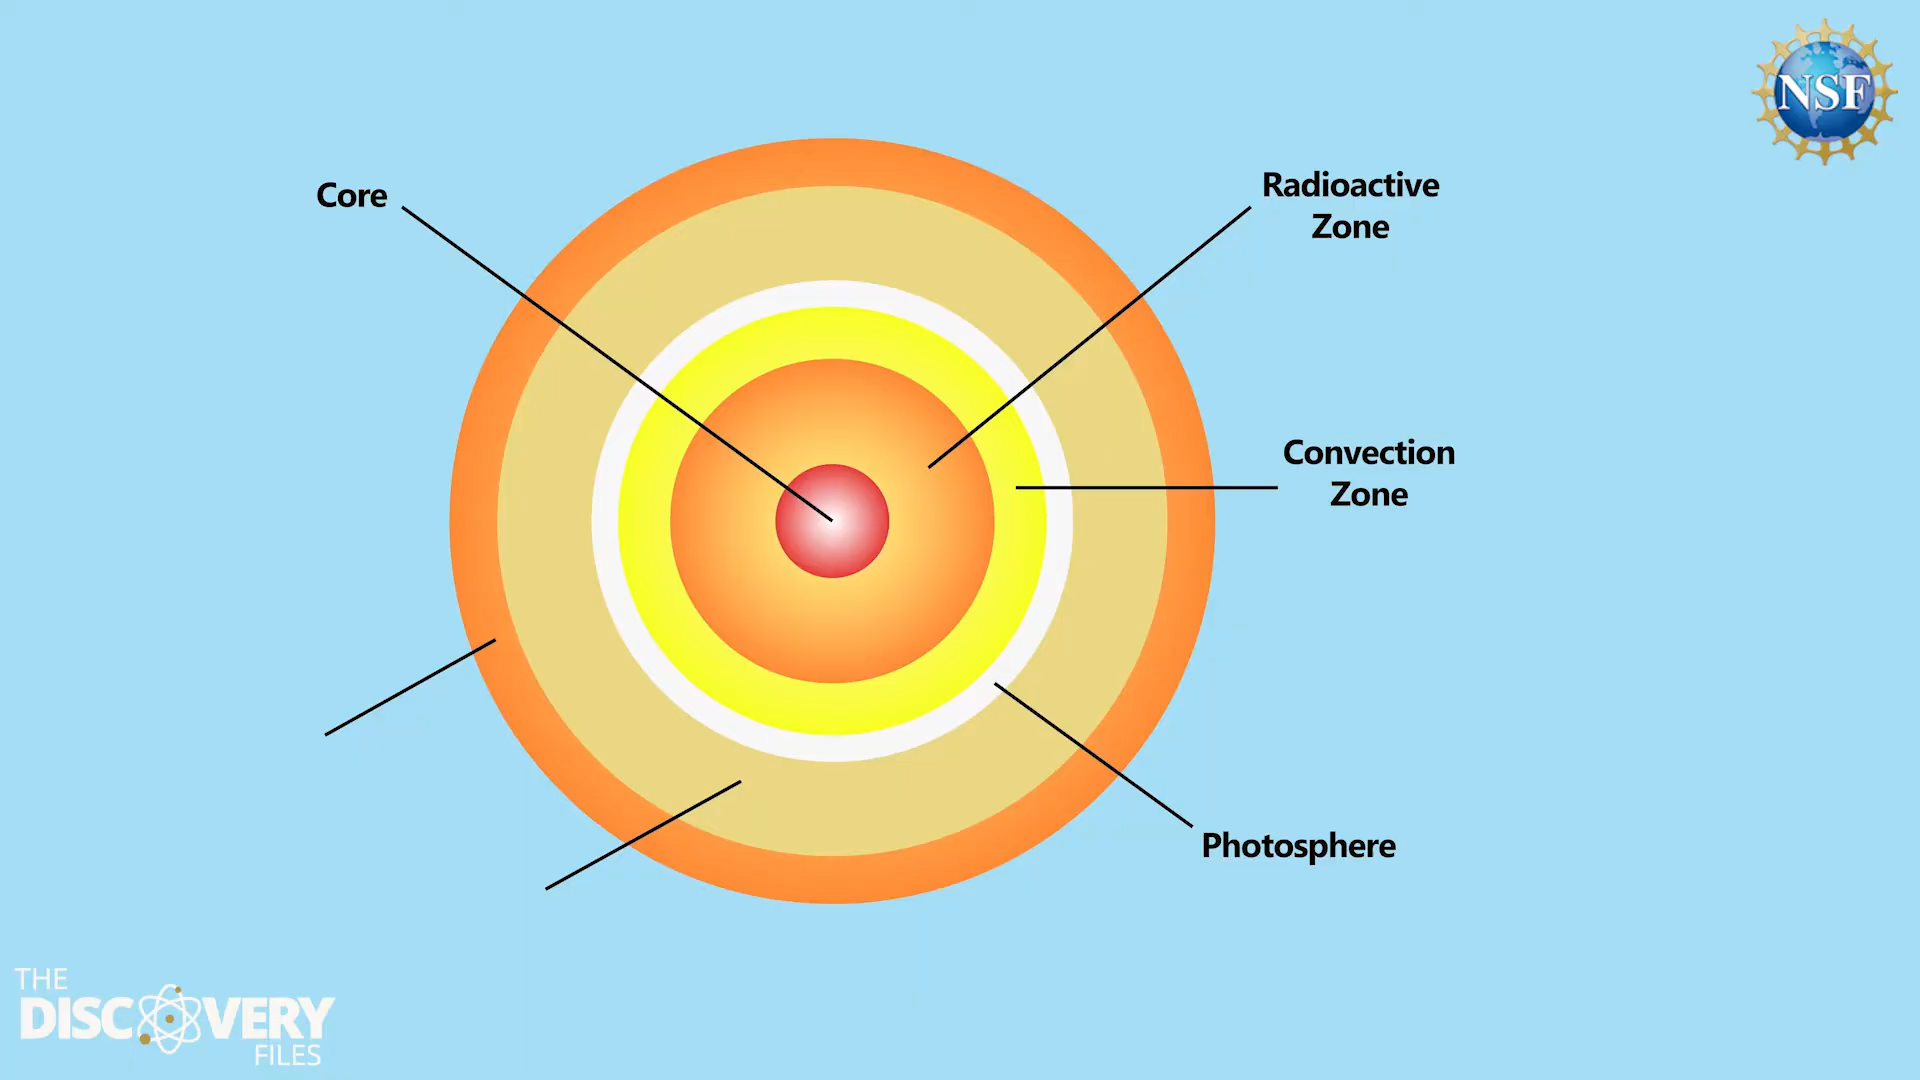 NSF
Core
Radioactive
Zone
Convection
Zone
Photosphere
THE
DISCOVERY
FILES